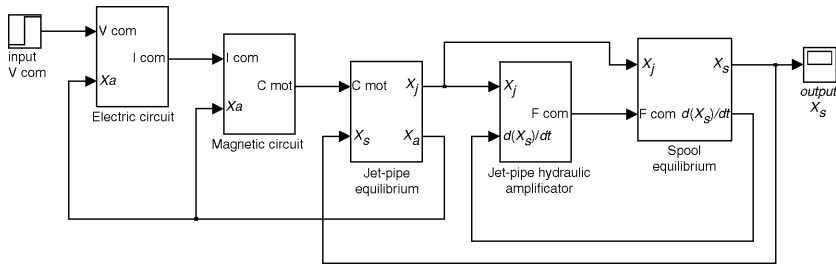 input
V com
V com
I com
Xa
Electric circuit
I com
C mot
Xa
Magnetic circuit
C mot
Xj
Xs
Xa
Jet-pipe
equilibrium
Xj
F com
d(Xs)/dt
Jet-pipe hydraulic
amplificator
Xj
Xs
F com
d(Xs)/dt
Spool
equilibrium
output
Xs